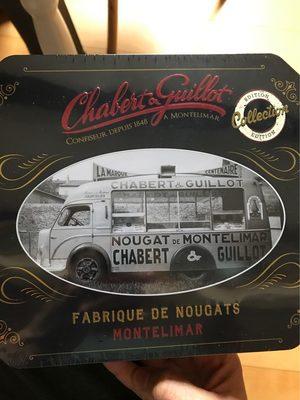 Chabert & Guillot
CONFISEUR DEPUIS 1848 À MONTELIMAR
EDITION
Collection
EDITION
LA MARQUE CENTENAIRE
CHABERT & GUILLOT
NOUGAT DE MONTELIMAR
CHABERT GUILLOT
FABRIQUE DE NOUGATS
MONTELIMAR